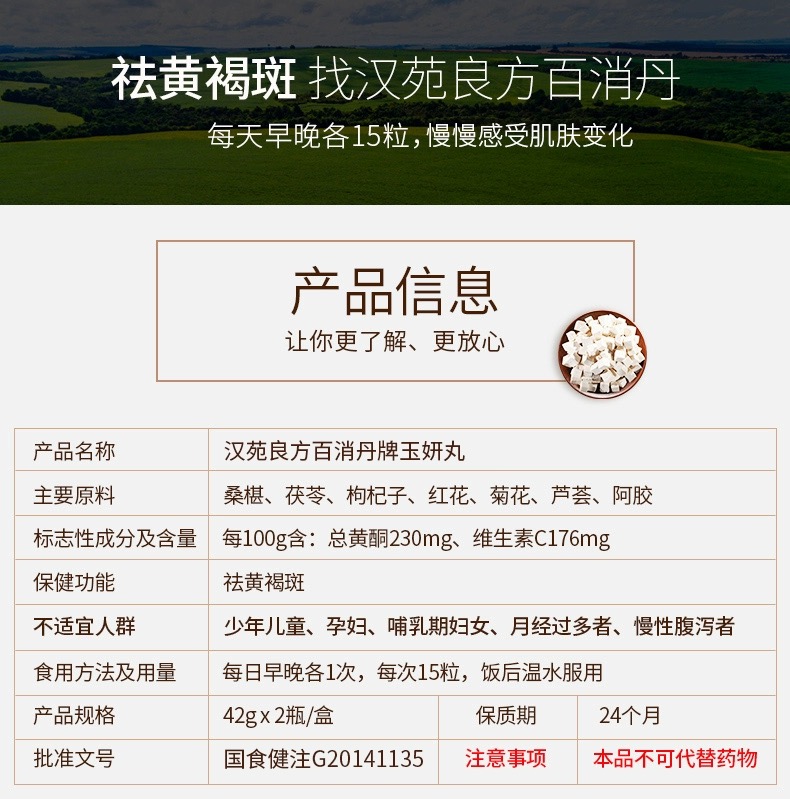 祛黄褐斑 找汉苑良方百消丹
每天早晚各15粒，慢慢感受肌肤变化
产品信息
让你更了解、更放心
产品名称 汉苑良方百消丹牌玉妍丸
主要原料 桑椹、茯苓、枸杞子、红花、菊花、芦荟、阿胶
标志性成分及含量 每100g含：总黄酮230mg、维生素C176mg
保健功能 祛黄褐斑
不适宜人群 少年儿童、孕妇、哺乳期妇女、月经过多者、慢性腹泻者
食用方法及用量 每日早晚各1次，每次15粒，饭后温水服用
产品规格 42gx2瓶/盒 保质期 24个月
批准文号 国食健注G20141135 注意事项 本品不可代替药物